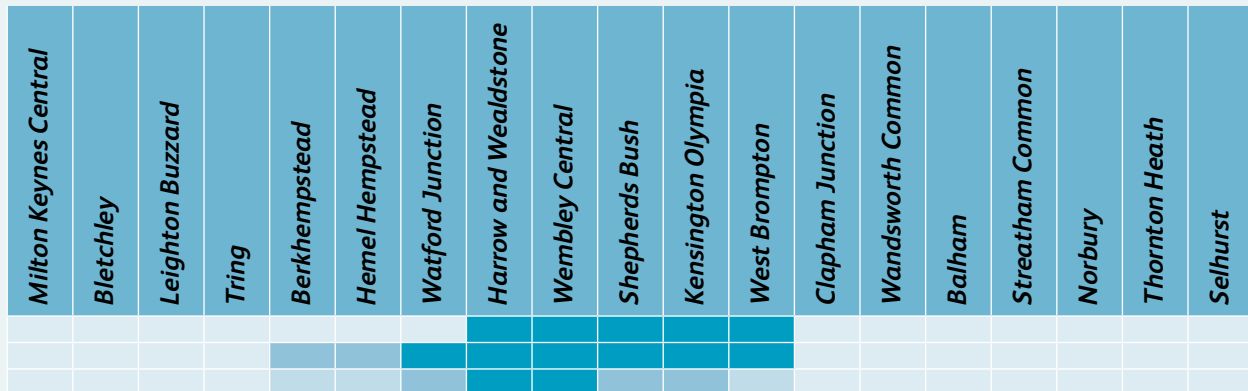 Milton Keynes Central
Bletchley
Leighton Buzzard
Tring
Berkhempstead
Hemel Hempstead
Watford Junction
Harrow and Wealdstone
Wembley Central
Shepherds Bush
Kensington Olympia
West Brompton
Clapham Junction
Wandsworth Common
Balham
Streatham Common
Norbury
Thornton Heath
Selhurst